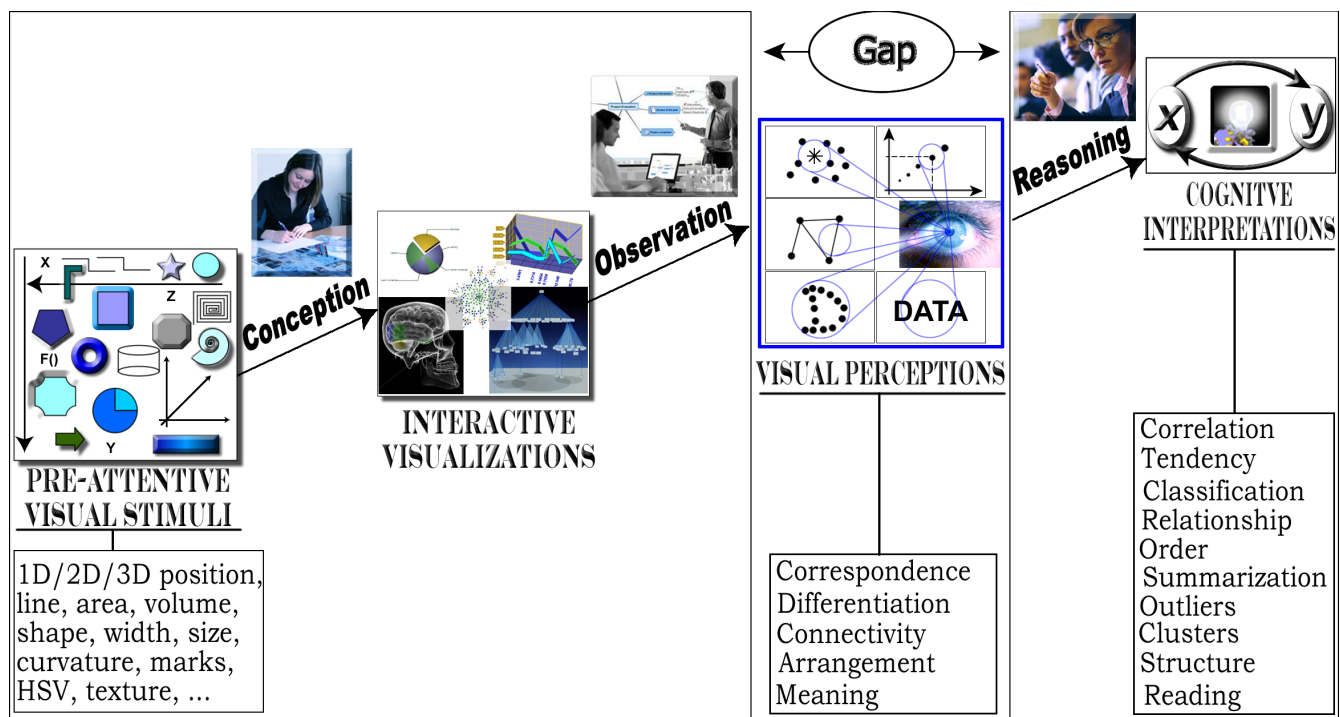 Gap
x
y
X
Z
F()
Y
Conception
Observation
Reasoning
DATA
PRE-ATTENTIVE
VISUAL STIMULI
INTERACTIVE
VISUALIZATIONS
VISUAL PERCEPTIONS
COGNITVE
INTERPRETATIONS
1D/2D/3D position,
line, area, volume,
shape, width, size,
curvature, marks,
HSV, texture, ...
Correspondence
Differentiation
Connectivity
Arrangement
Meaning
Correlation
Tendency
Classification
Relationship
Order
Summarization
Outliers
Clusters
Structure
Reading